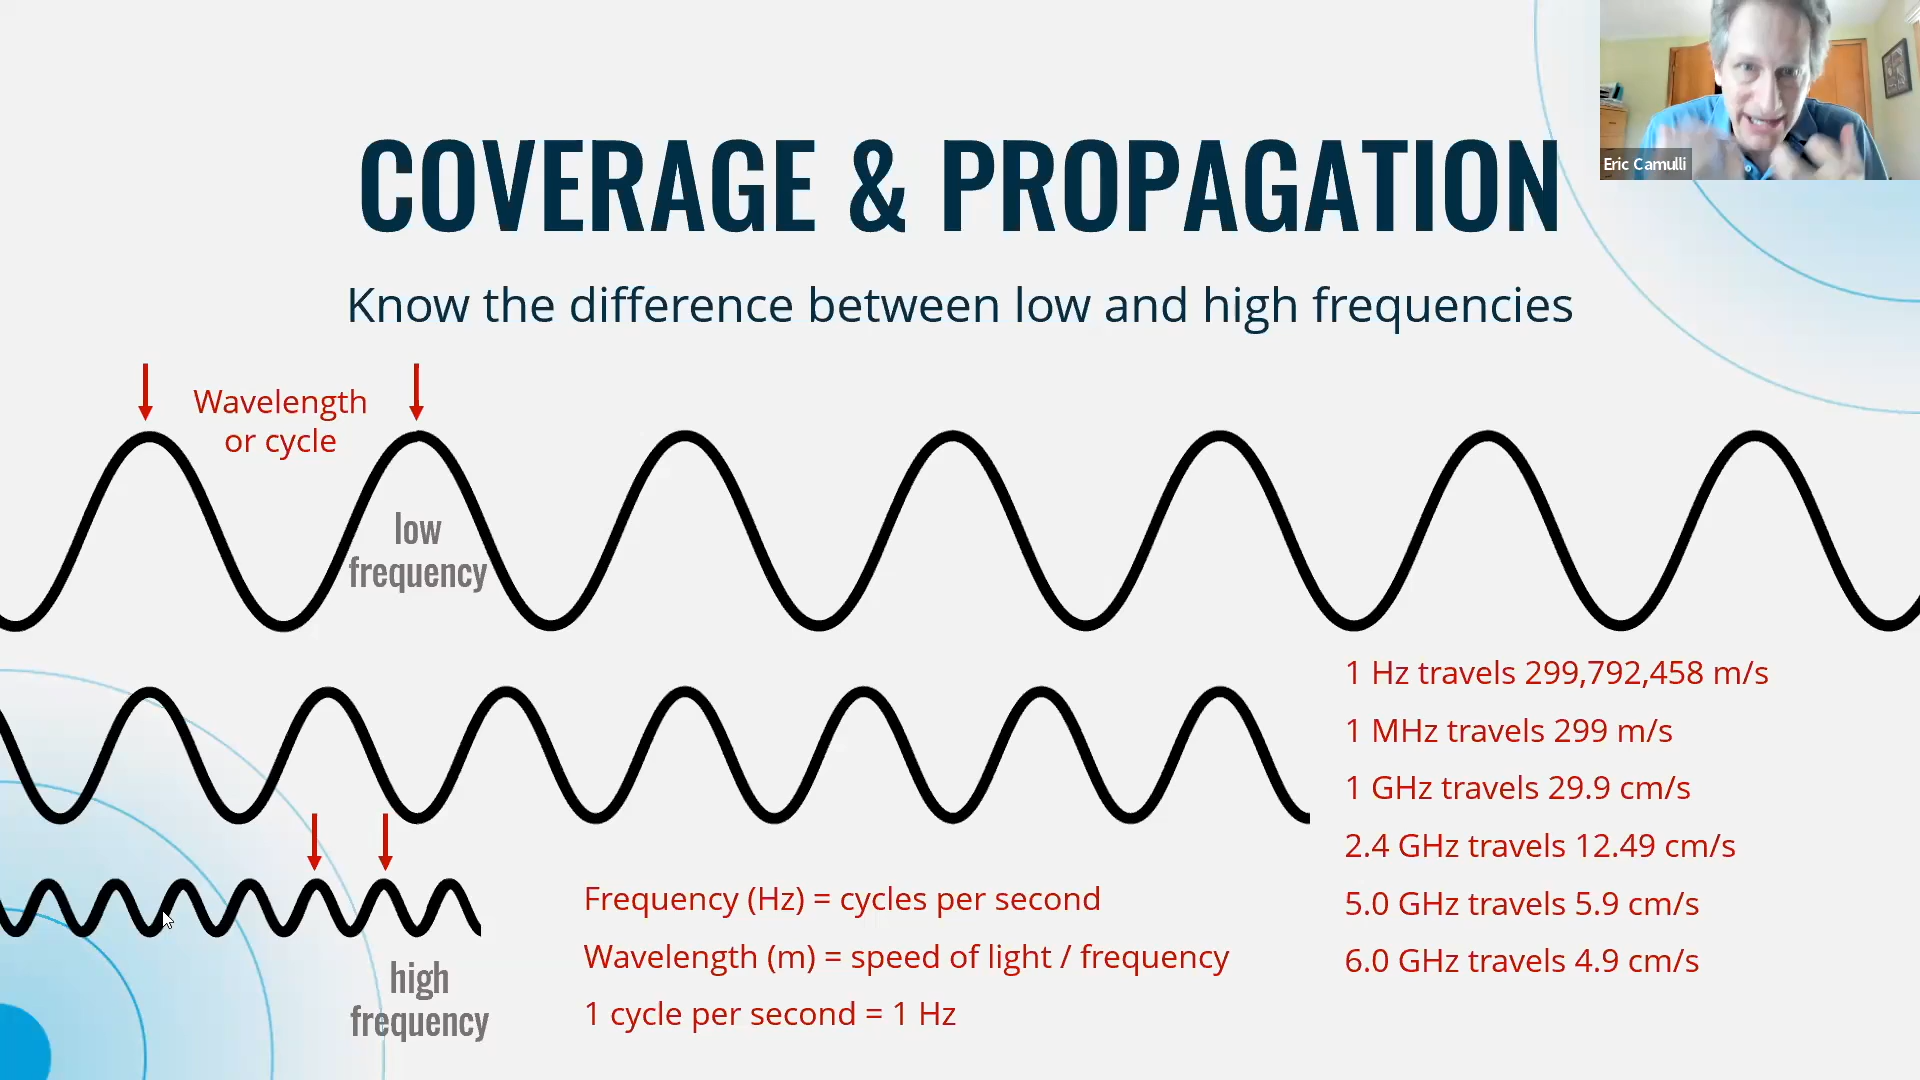 Eric Camulli
COVERAGE & PROPAGATION
Know the difference between low and high frequencies
Wavelength
or cycle
low
frequency
1 Hz travels 299,792,458 m/s
1 MHz travels 299 m/s
1 GHz travels 29.9 cm/s
2.4 GHz travels 12.49 cm/s
5.0 GHz travels 5.9 cm/s
6.0 GHz travels 4.9 cm/s
Frequency (Hz) = cycles per second
Wavelength (m) = speed of light / frequency
1 cycle per second = 1 Hz
high
frequency